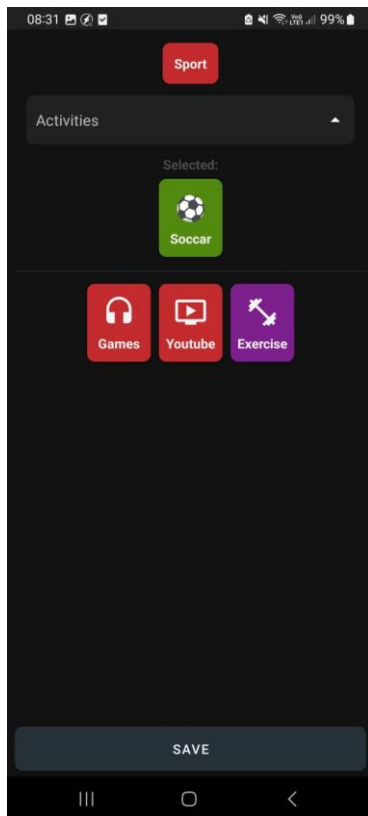 08:31 99%
Sport
Activities
Selected:
Soccar
Games Youtube Exercise
SAVE